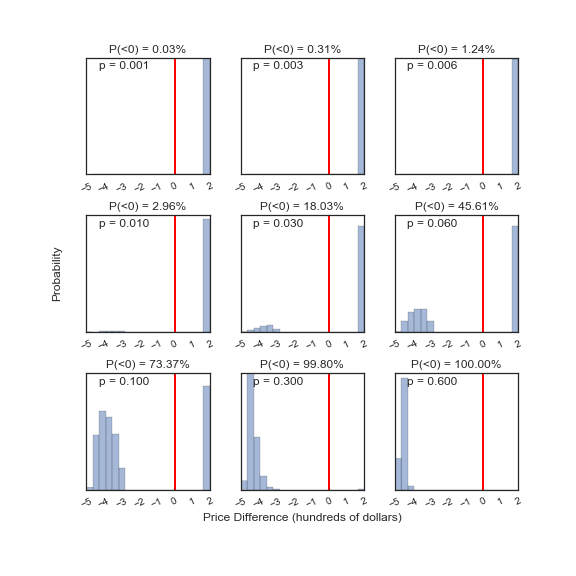 P(<0) = 0.03%
p = 0.001
−5 −4 −3 −2 −1 0 1 2
P(<0) = 0.31%
p = 0.003
−5 −4 −3 −2 −1 0 1 2
P(<0) = 1.24%
p = 0.006
−5 −4 −3 −2 −1 0 1 2
Probability
P(<0) = 2.96%
p = 0.010
−5 −4 −3 −2 −1 0 1 2
P(<0) = 18.03%
p = 0.030
−5 −4 −3 −2 −1 0 1 2
P(<0) = 45.61%
p = 0.060
−5 −4 −3 −2 −1 0 1 2
P(<0) = 73.37%
p = 0.100
−5 −4 −3 −2 −1 0 1 2
P(<0) = 99.80%
p = 0.300
−5 −4 −3 −2 −1 0 1 2
P(<0) = 100.00%
p = 0.600
−5 −4 −3 −2 −1 0 1 2
Price Difference (hundreds of dollars)